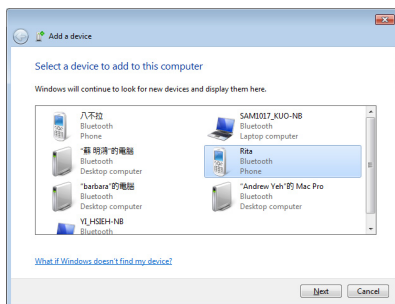 Add a device
Select a device to add to this computer
Windows will continue to look for new devices and display them here.
八不拉
Bluetooth
Phone
SAM1017_KUO-NB
Bluetooth
Laptop computer
"蘇 明鴻"的電腦
Bluetooth
Desktop computer
Rita
Bluetooth
Phone
"barbara"的電腦
Bluetooth
Desktop computer
"Andrew Yeh"的 Mac Pro
Bluetooth
Desktop computer
YI_HSIEH-NB
Bluetooth
What if Windows doesn't find my device?
Next
Cancel